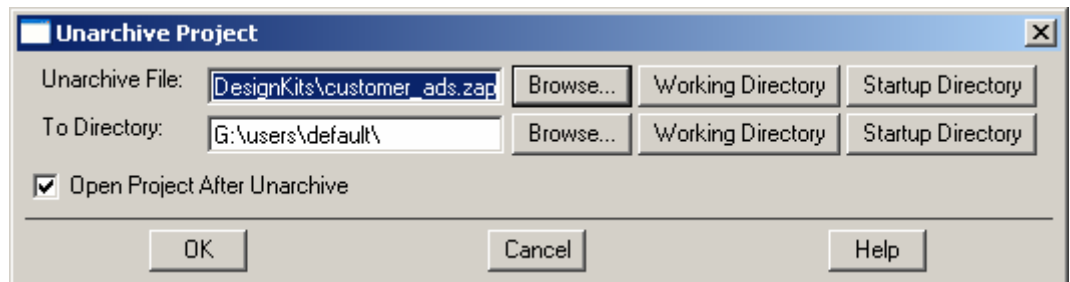 Unarchive Project
Unarchive File: DesignKits\customer_ads.zap Browse... Working Directory Startup Directory
To Directory: G:\users\default\ Browse... Working Directory Startup Directory
Open Project After Unarchive
OK Cancel Help